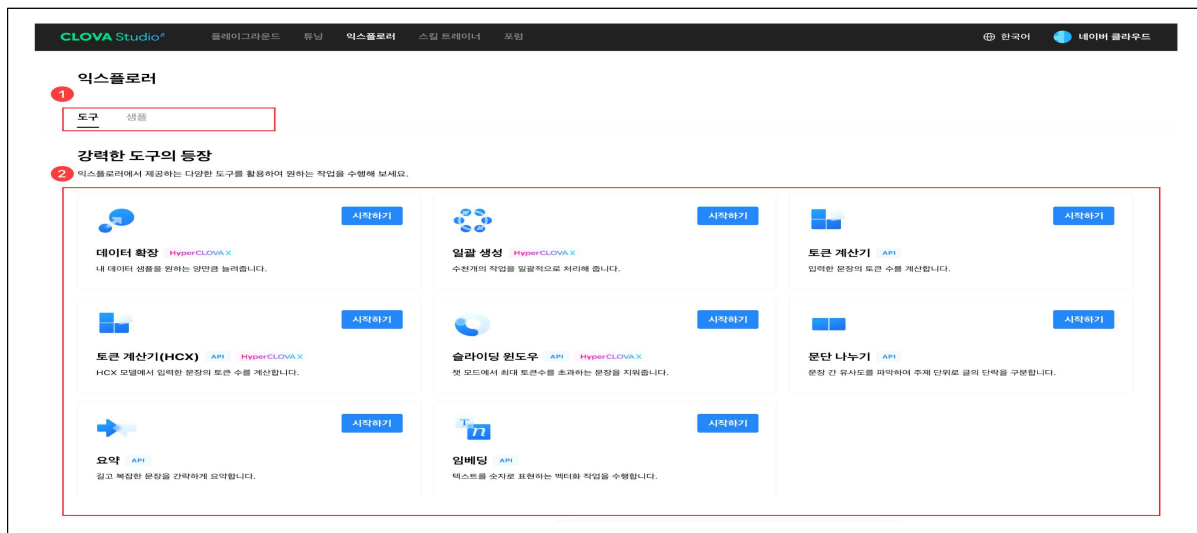 CLOVA Studioβ 플레이그라운드 튜닝 익스플로러 스킬 트레이너 포럼 한국어 네이버 클라우드
익스플로러
1
도구 샘플
강력한 도구의 등장
2 익스플로러에서 제공하는 다양한 도구를 활용하여 원하는 작업을 수행해 보세요.
시작하기 시작하기 시작하기
데이터 확장 HyperCLOVA X 일괄 생성 HyperCLOVA X 토큰 계산기 API
내 데이터 샘플을 원하는 양만큼 늘려줍니다. 수천개의 작업을 일괄적으로 처리해 줍니다. 입력한 문장의 토큰 수를 계산합니다.
시작하기 시작하기 시작하기
토큰 계산기(HCX) API HyperCLOVA X 슬라이딩 윈도우 API HyperCLOVA X 문단 나누기 API
HCX 모델에서 입력한 문장의 토큰 수를 계산합니다. 챗 모드에서 최대 토큰수를 초과하는 문장을 지워줍니다. 문장 간 유사도를 파악하여 주제 단위로 글의 단락을 구분합니다.
시작하기 시작하기
요약 API 임베딩 API
길고 복잡한 문장을 간략하게 요약합니다. 텍스트를 숫자로 표현하는 벡터화 작업을 수행합니다.